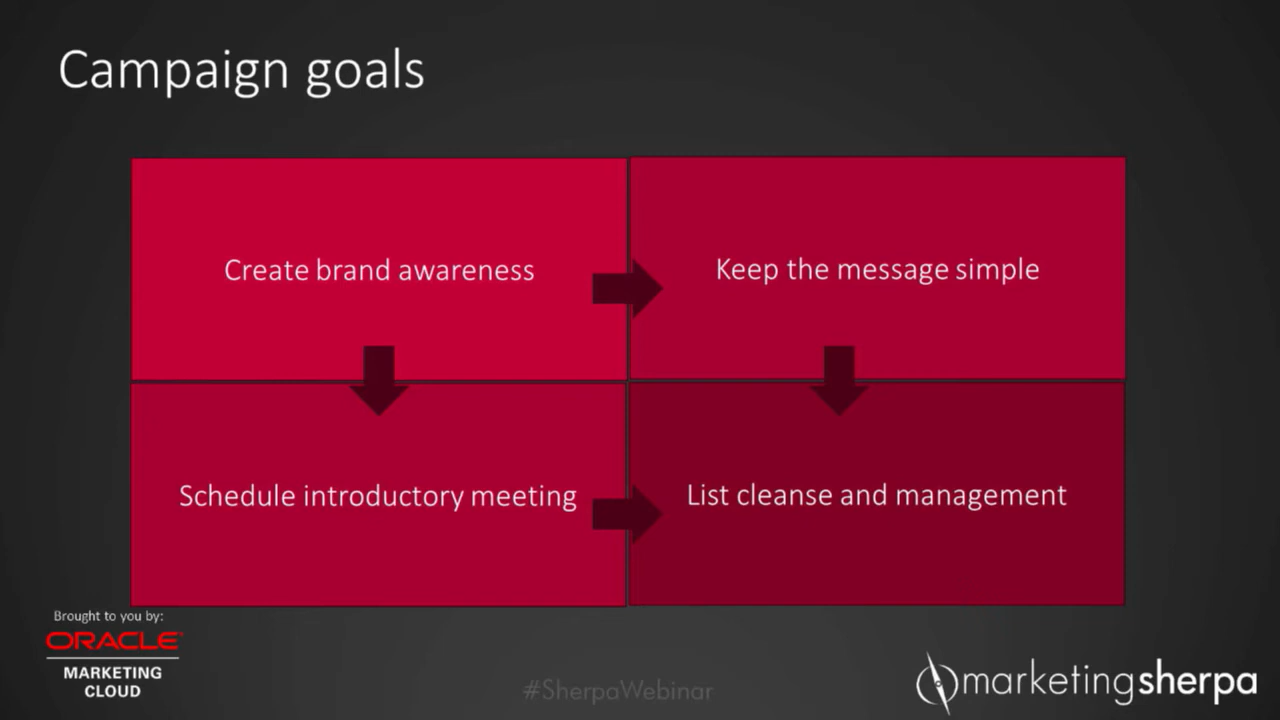 Campaign goals
Create brand awareness
Keep the message simple
Schedule introductory meeting
List cleanse and management
Brought to you by:
ORACLE®
MARKETING
CLOUD
#SherpaWebinar
marketingsherpa